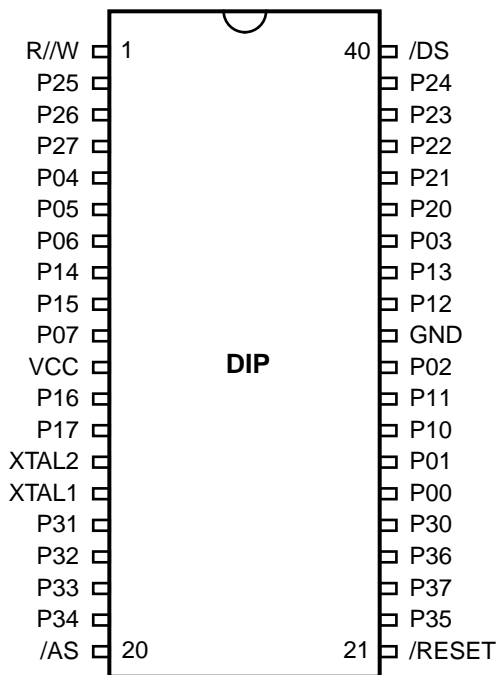 R//W 1 40 /DS
P25 P24
P26 P23
P27 P22
P04 P21
P05 P20
P06 P03
P14 P13
P15 P12
P07 GND
VCC DIP P02
P16 P11
P17 P10
XTAL2 P01
XTAL1 P00
P31 P30
P32 P36
P33 P37
P34 P35
/AS 20 21 /RESET